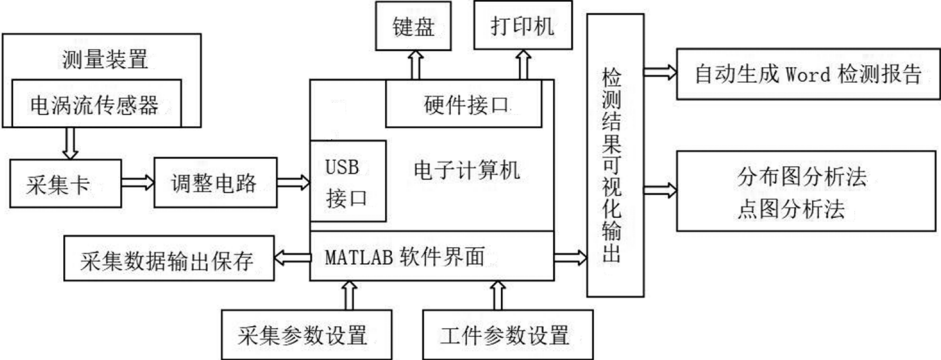 键盘
打印机
测量装置
电涡流传感器
硬件接口
采集卡
调整电路
USB
接口
电子计算机
检测结果可视化输出
自动生成Word检测报告
分布图分析法
点图分析法
采集数据输出保存
MATLAB软件界面
采集参数设置
工件参数设置